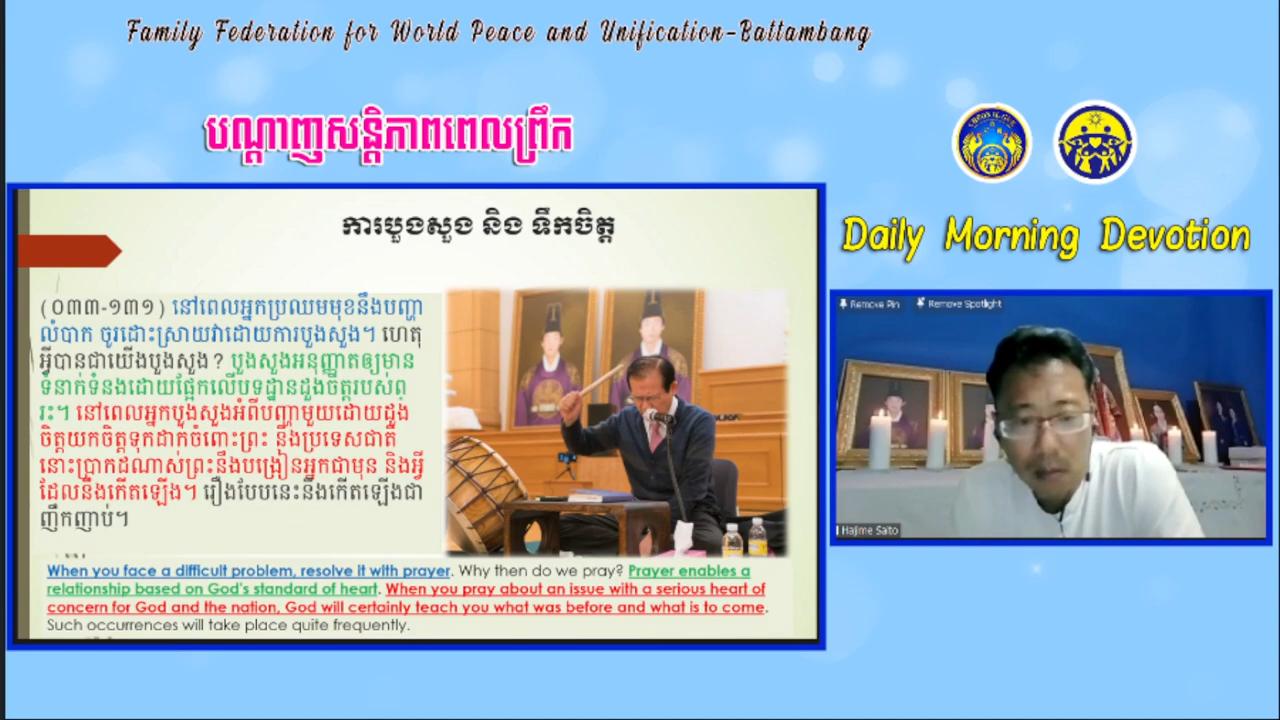 Family Federation for World Peace and Unification-Battambang
បណ្តាញសន្តិភាពពេលព្រឹក
CHEON IL GUK
Daily Morning Devotion
ការបួងសួង និង ទឹកចិត្ត
(០៣៣-១៣១) នៅពេលអ្នកប្រឈមមុខនឹងបញ្ហា
លំបាក ចូរដោះស្រាយវាដោយការបួងសួង។ ហេតុ
អ្វីបានជាយើងបួងសួង? បួងសួងអនុញ្ញាតឲ្យមាន
ទំនាក់ទំនងដោយផ្អែកលើបទដ្ឋានដួងចិត្តរបស់ព្
រះ។ នៅពេលអ្នកបួងសួងអំពីបញ្ហាមួយដោយដួង
ចិត្តយកចិត្តទុកដាក់ចំពោះព្រះ និងប្រទេសជាតិ
នោះប្រាកដណាស់ព្រះនឹងបង្រៀនអ្នកជាមុន និងអ្វី
ដែលនឹងកើតឡើង។ រឿងបែបនេះនឹងកើតឡើងជា
ញឹកញាប់។
When you face a difficult problem, resolve it with prayer. Why then do we pray? Prayer enables a
relationship based on God's standard of heart. When you pray about an issue with a serious heart of
concern for God and the nation, God will certainly teach you what was before and what is to come.
Such occurrences will take place quite frequently.
Remove Pin
Remove Spotlight
Hajime Saito